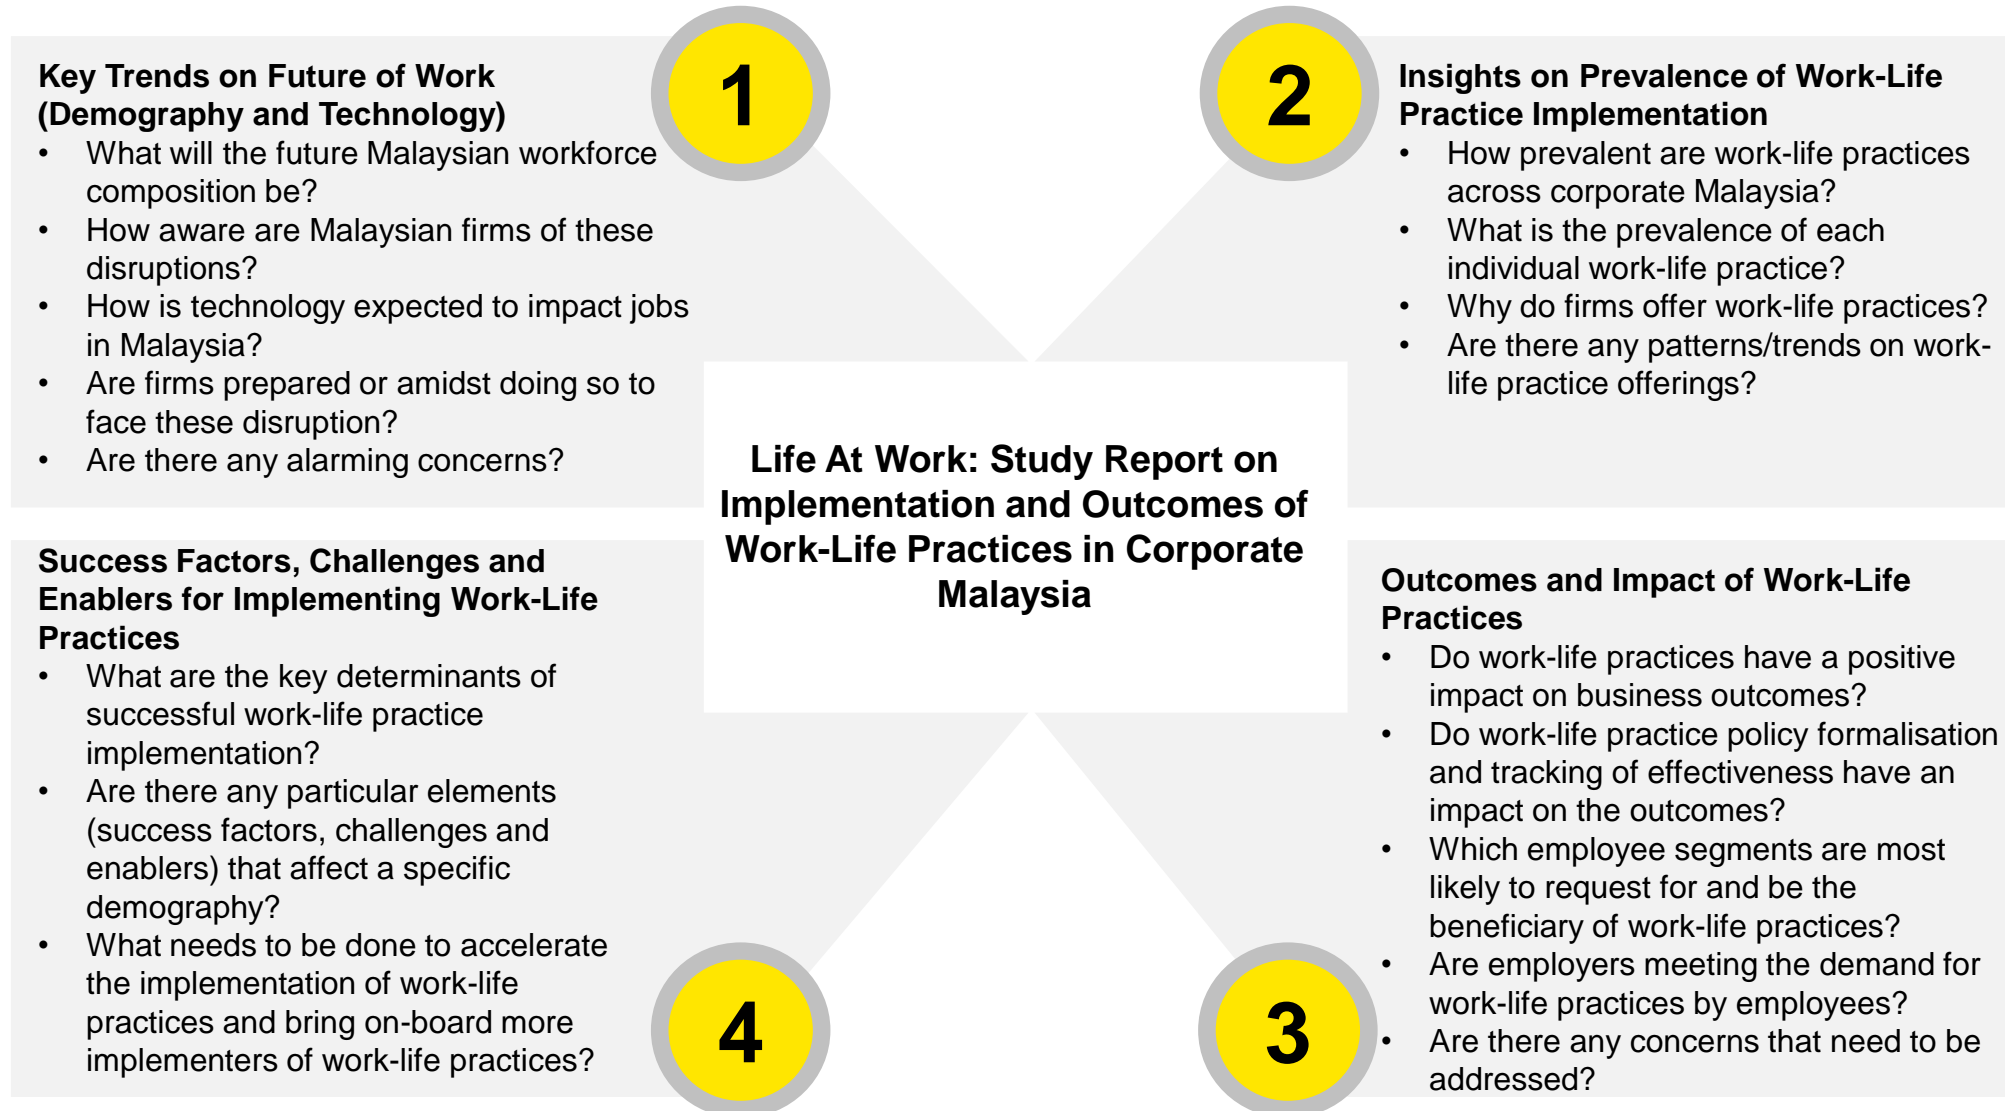 1
Key Trends on Future of Work
(Demography and Technology)
• What will the future Malaysian workforce
composition be?
• How aware are Malaysian firms of these
disruptions?
• How is technology expected to impact jobs
in Malaysia?
• Are firms prepared or amidst doing so to
face these disruption?
• Are there any alarming concerns?
2
Insights on Prevalence of Work-Life
Practice Implementation
• How prevalent are work-life practices
across corporate Malaysia?
• What is the prevalence of each
individual work-life practice?
• Why do firms offer work-life practices?
• Are there any patterns/trends on work-
life practice offerings?
Life At Work: Study Report on
Implementation and Outcomes of
Work-Life Practices in Corporate
Malaysia
Outcomes and Impact of Work-Life
Practices
• Do work-life practices have a positive
impact on business outcomes?
• Do work-life practice policy formalisation
and tracking of effectiveness have an
impact on the outcomes?
• Which employee segments are most
likely to request for and be the
beneficiary of work-life practices?
• Are employers meeting the demand for
work-life practices by employees?
• Are there any concerns that need to be
addressed?
3
Success Factors, Challenges and
Enablers for Implementing Work-Life
Practices
• What are the key determinants of
successful work-life practice
implementation?
• Are there any particular elements
(success factors, challenges and
enablers) that affect a specific
demography?
• What needs to be done to accelerate
the implementation of work-life
practices and bring on-board more
implementers of work-life practices?
4